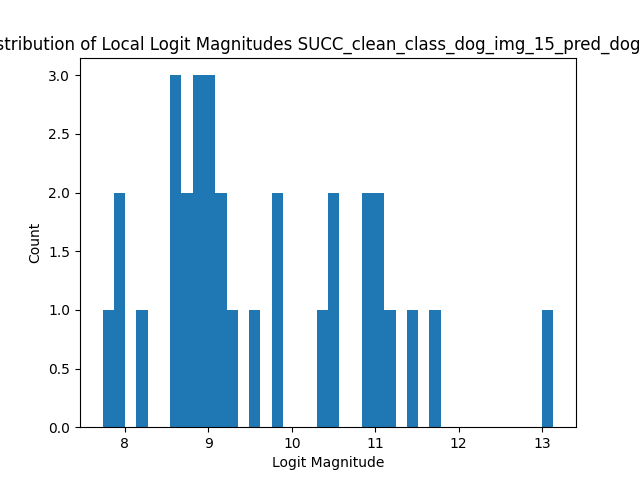 stribution of Local Logit Magnitudes SUCC_clean_class_dog_img_15_pred_dog
3.0
2.5
2.0
1.5
1.0
0.5
0.0
Count
8 9 10 11 12 13
Logit Magnitude